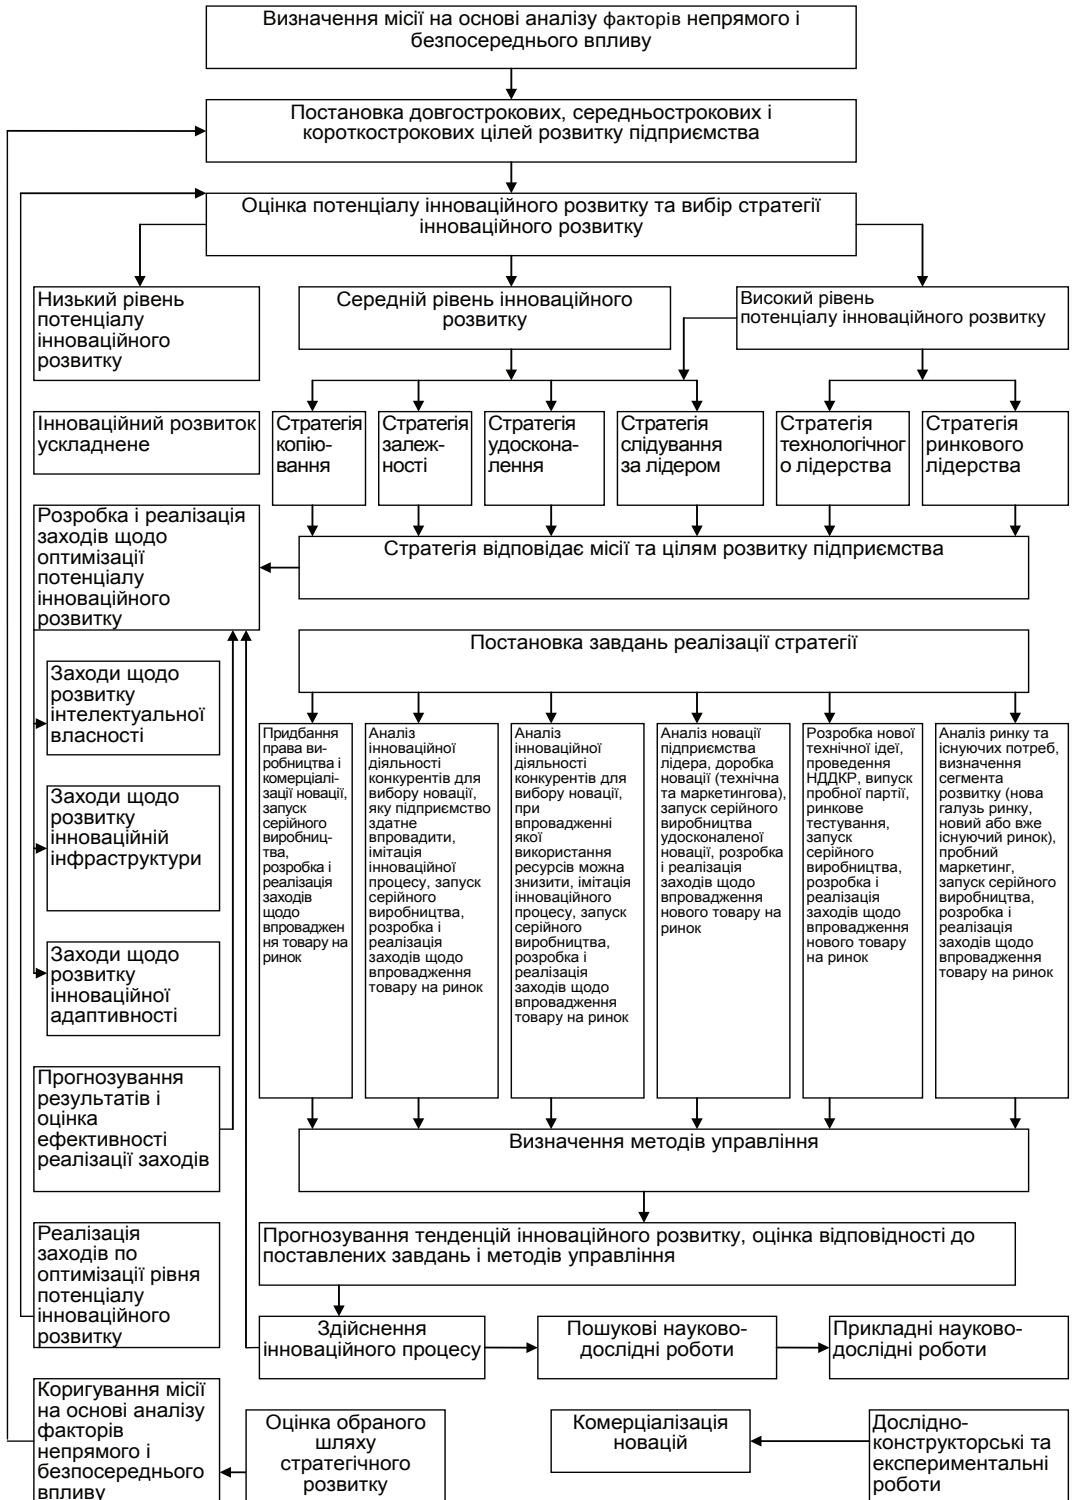 Визначення місії на основі аналізу факторів непрямого і
безпосереднього впливу
Постановка довгострокових, середньострокових і
короткострокових цілей розвитку підприємства
Оцінка потенціалу інноваційного розвитку та вибір стратегії
інноваційного розвитку
Низький рівень
потенціалу
інноваційного
розвитку
Середній рівень інноваційного
розвитку
Високий рівень
потенціалу інноваційного розвитку
Інноваційний розвиток
ускладнене
Стратегія
копію-
вання
Стратегія
залеж-
ності
Стратегія
удоскона-
лення
Стратегія
слідування
за лідером
Стратегія
технологічног
о лідерства
Стратегія
ринкового
лідерства
Розробка і реалізація
заходів щодо
оптимізації
потенціалу
інноваційного
розвитку
Стратегія відповідає місії та цілям розвитку підприємства
Постановка завдань реалізації стратегії
Заходи щодо
розвитку
інтелектуальної
власності
Заходи щодо
розвитку
інноваційній
інфраструктури
Заходи щодо
розвитку
інноваційної
адаптивності
Придбання
права ви-
робництва і
комерціалі-
зації новації,
запуск
серійного
виробниц-
тва,
розробка і
реалізація
заходів
щодо
впроваджен
ня товару на
ринок
Аналіз
інноваційної
діяльності
конкурентів для
вибору новації,
яку підприємство
здатне
впровадити,
імітація
інноваційної
процесу, запуск
серійного
виробництва,
розробка і
реалізація
заходів щодо
впровадження
товару на ринок
Аналіз
інноваційної
діяльності
конкурентів для
вибору новації,
при
впровадженні
якої
використання
ресурсів можна
знизити, імітація
інноваційного
процесу, запуск
серійного
виробництва,
розробка і
реалізація
заходів щодо
впровадження
товару на ринок
Аналіз новації
підприємства
лідера, доробка
новації (технічна
та маркетингова),
запуск серійного
виробництва
удосконаленої
новації, розробка
і реалізація
заходів щодо
впровадження
нового товару на
ринок
Розробка нової
технічної ідеї,
проведення
НДДКР, випуск
пробної партії,
ринкове
тестування,
запуск
серійного
виробництва,
розробка і
реалізація
заходів щодо
впровадження
нового товару
на ринок
Аналіз ринку та
існуючих потреб,
визначення
сегмента
розвитку (нова
галузь ринку,
новий або вже
існуючий ринок),
пробний
маркетинг,
запуск серійного
виробництва,
розробка і
реалізація
заходів щодо
впровадження
товару на ринок
Прогнозування
результатів і
оцінка
ефективності
реалізації заходів
Визначення методів управління
Реалізація
заходів по
оптимізації рівня
потенціалу
інноваційного
розвитку
Прогнозування тенденцій інноваційного розвитку, оцінка відповідності до
поставлених завдань і методів управління
Здійснення
інноваційного процесу
Пошукові науково-
дослідні роботи
Прикладні науково-
дослідні роботи
Коригування місії
на основі аналізу
факторів
непрямого і
безпосереднього
впливу
Оцінка обраного
шляху
стратегічного
розвитку
Комерціалізація
новацій
Дослідно-
конструкторські та
експериментальні
роботи